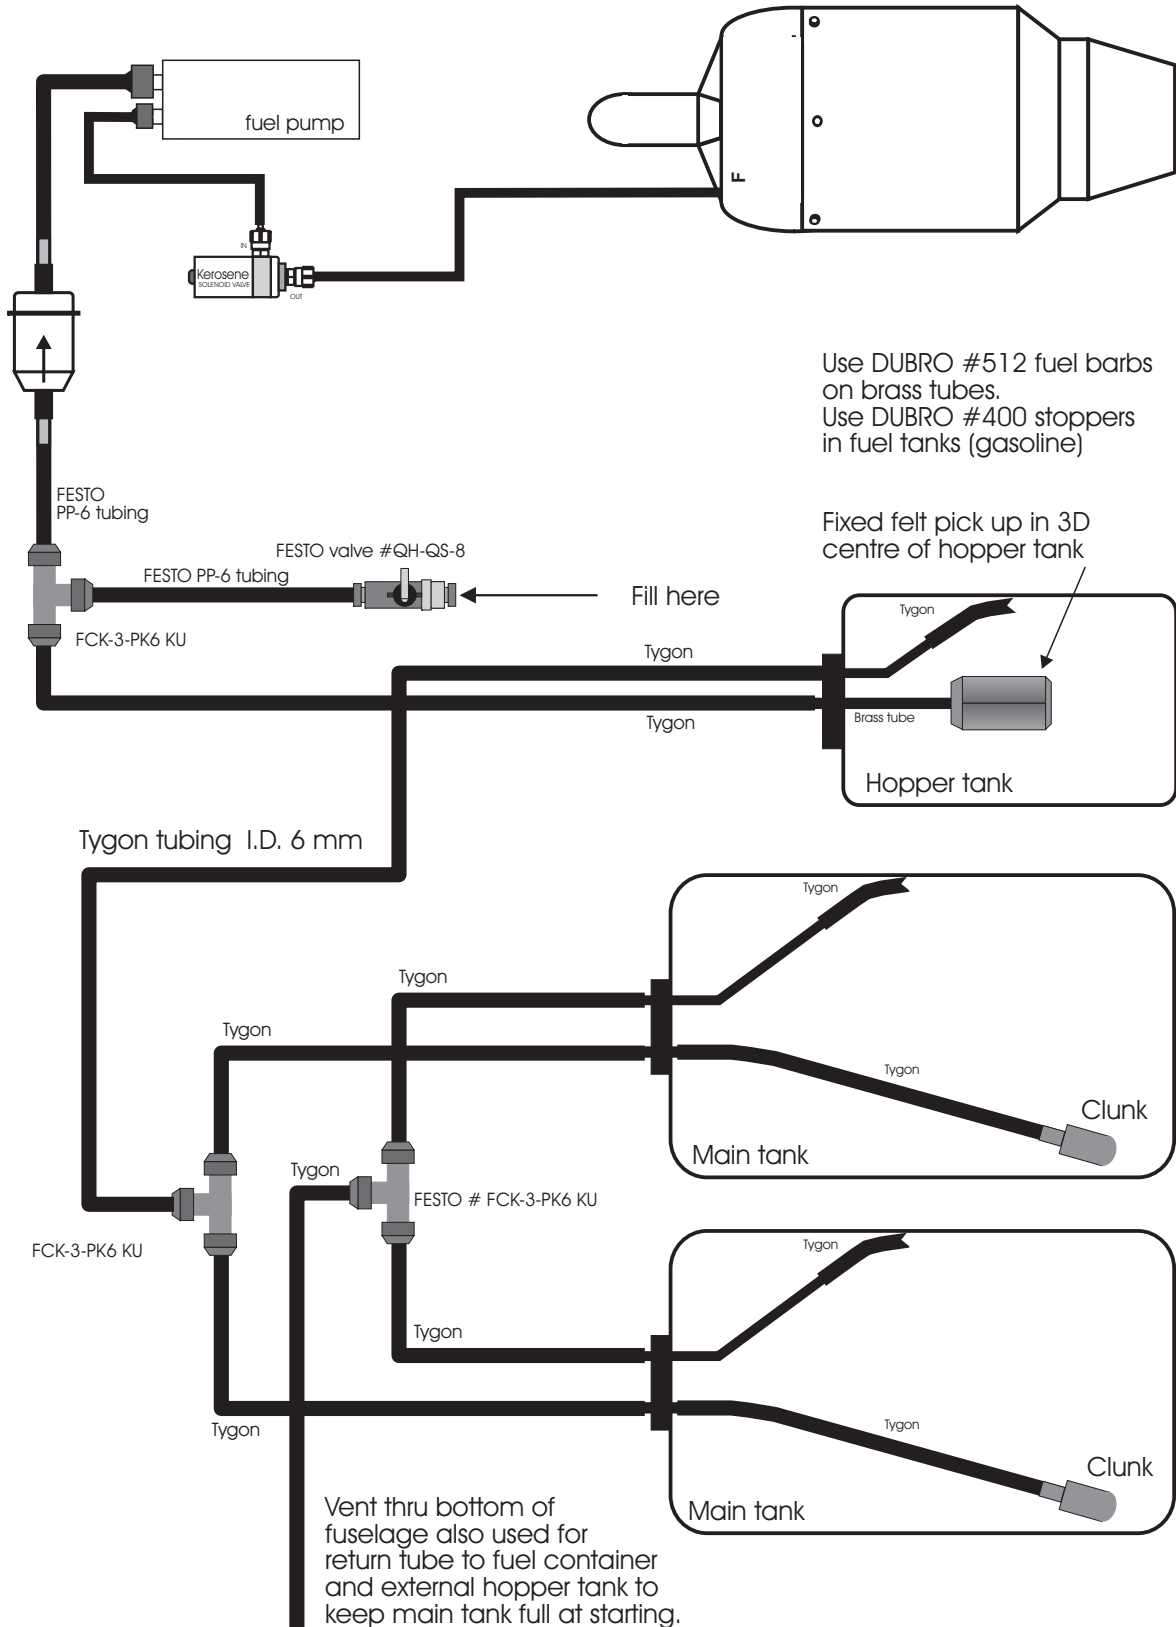 fuel pump
F
IN
Kerosene
SOLENOID VALVE
OUT
Use DUBRO #512 fuel barbs
on brass tubes.
Use DUBRO #400 stoppers
in fuel tanks (gasoline)
FESTO
PP-6 tubing
Fixed felt pick up in 3D
centre of hopper tank
FESTO valve #QH-QS-8
FESTO PP-6 tubing
Fill here
Tygon
FCK-3-PK6 KU
Tygon
Tygon
Brass tube
Hopper tank
Tygon tubing I.D. 6 mm
Tygon
Tygon
Tygon
Tygon
Clunk
Main tank
Tygon
FESTO # FCK-3-PK6 KU
FCK-3-PK6 KU
Tygon
Tygon
Tygon
Tygon
Clunk
Main tank
Vent thru bottom of
fuselage also used for
return tube to fuel container
and external hopper tank to
keep main tank full at starting.